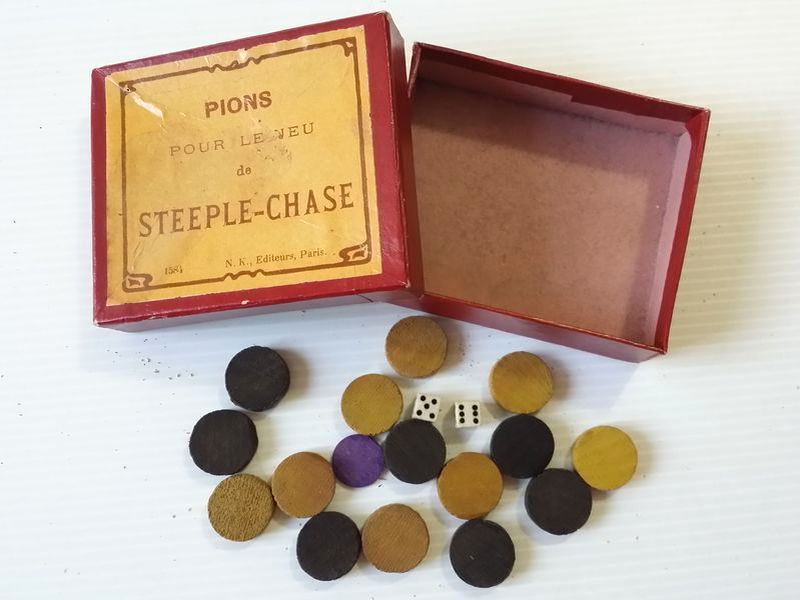 PIONS
POUR LE JEU
de
STEEPLE-CHASE
1584 N. K., Editeurs, Paris.